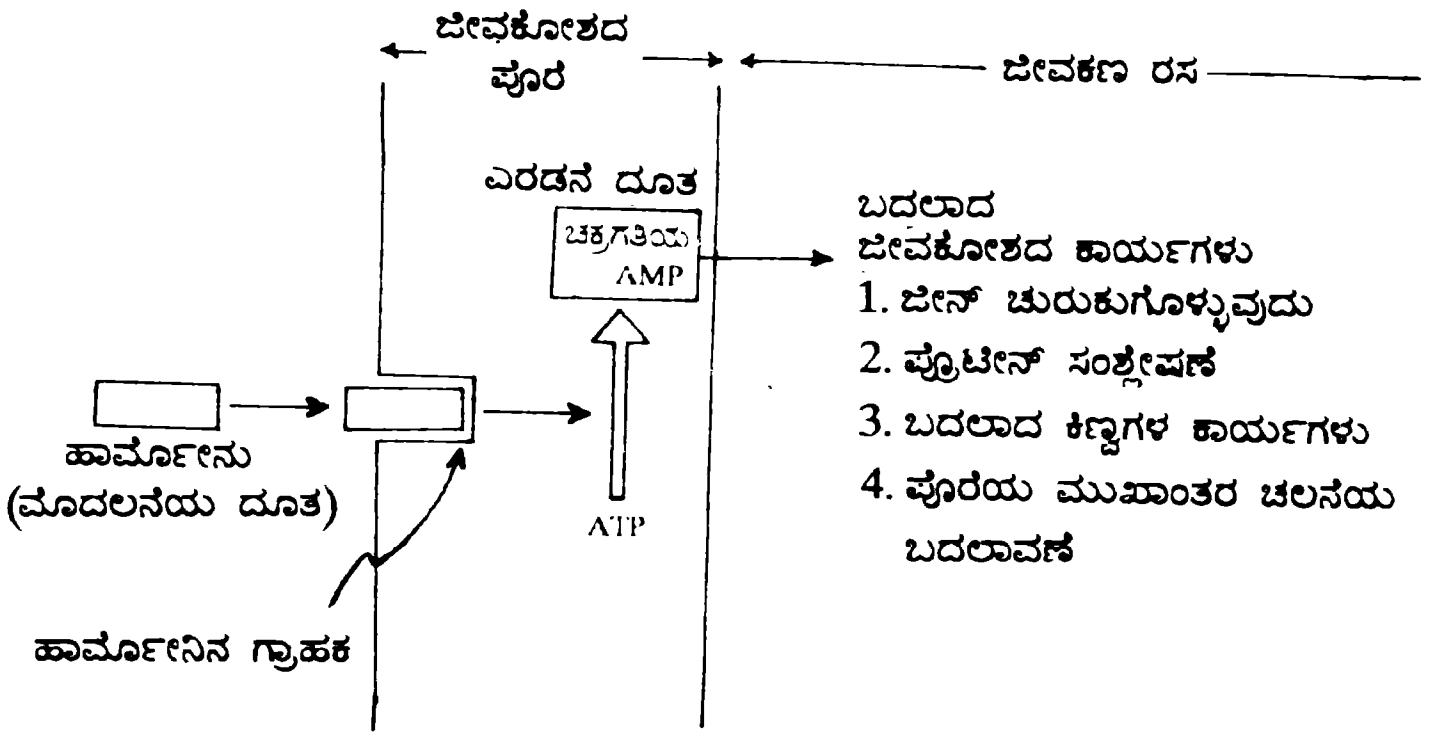 ಜೀವಕೋಶದ
ಪೊರೆ
ಜೀವಕಣ ರಸ
ಎರಡನೆ ದೂತ
ಚಕ್ರಗತಿಯ
AMP
ಬದಲಾದ
ಜೀವಕೋಶದ ಕಾರ್ಯಗಳು
1. ಜೀನ್ ಚುರುಕುಗೊಳ್ಳುವುದು
2. ಪ್ರೊಟೀನ್ ಸಂಶ್ಲೇಷಣೆ
3. ಬದಲಾದ ಕಿಣ್ವಗಳ ಕಾರ್ಯಗಳು
4. ಪೊರೆಯ ಮುಖಾಂತರ ಚಲನೆಯ
ಬದಲಾವಣೆ
ಹಾರ್ಮೋನು
(ಮೊದಲನೆಯ ದೂತ)
ATP
ಹಾರ್ಮೋನಿನ ಗ್ರಾಹಕ